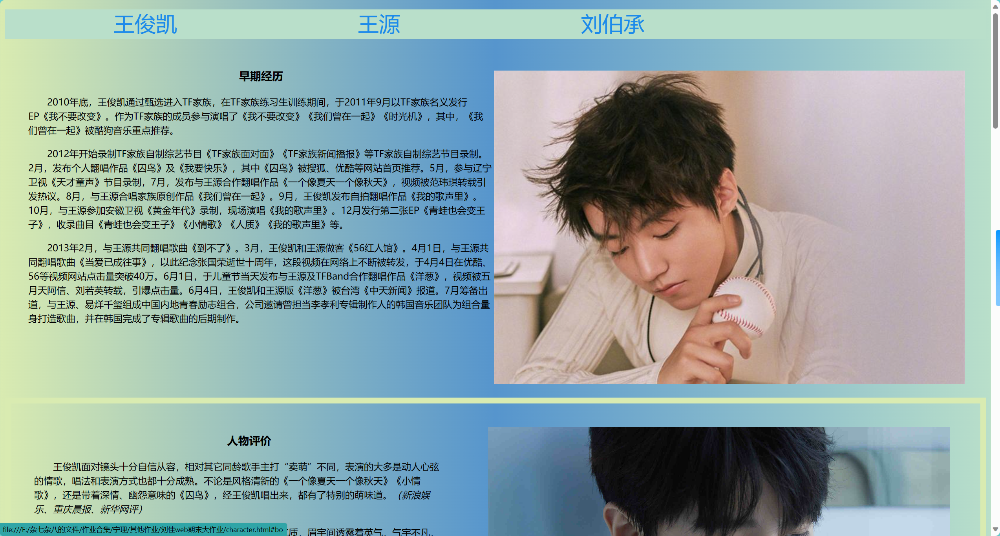 王俊凯 王源 刘伯承
早期经历
2010年底，王俊凯通过甄选进入TF家族，在TF家族练习生训练期间，于2011年9月以TF家族名义发行
EP《我不要改变》。作为TF家族的成员参与演唱了《我不要改变》《我们曾在一起》《时光机》，其中，《我
们曾在一起》被酷狗音乐重点推荐。
2012年开始录制TF家族自制综艺节目《TF家族面对面》《TF家族新闻播报》等TF家族自制综艺节目录制。
2月，发布个人翻唱作品《囚鸟》及《我要快乐》，其中《囚鸟》被搜狐、优酷等网站首页推荐。5月，参与辽宁
卫视《天才童声》节目录制，7月，发布与王源合作翻唱作品《一个像夏天一个像秋天》，视频被范玮琪转载引
发热议。8月，与王源合唱家族原创作品《我们曾在一起》。9月，王俊凯发布自拍翻唱作品《我的歌声里》。
10月，与王源参加安徽卫视《黄金年代》录制，现场演唱《我的歌声里》。12月发行第二张EP《青蛙也会变王
子》，收录曲目《青蛙也会变王子》《小情歌》《人质》《我的歌声里》等。
2013年2月，与王源共同翻唱歌曲《到不了》。3月，王俊凯和王源做客《56红人馆》。4月1日，与王源共
同翻唱歌曲《当爱已成往事》，以此纪念张国荣逝世十周年，这段视频在网络上不断被转发，于4月4日在优酷、
56等视频网站点击量突破40万。6月1日，于儿童节当天发布与王源及TFBand合作翻唱作品《洋葱》，视频被五
月天阿信、刘若英转载，引爆点击量。6月4日，王俊凯和王源版《洋葱》被台湾《中天新闻》报道。7月筹备出
道，与王源、易烊千玺组成中国内地青春励志组合，公司邀请曾担当李孝利专辑制作人的韩国音乐团队为组合量
身打造歌曲，并在韩国完成了专辑歌曲的后期制作。
人物评价
王俊凯面对镜头十分自信从容，相对其它同龄歌手主打“卖萌”不同，表演的大多是动人心弦
的情歌，唱法和表演方式也都十分成熟。不论是风格清新的《一个像夏天一个像秋天》《小情
歌》，还是带着深情、幽怨意味的《囚鸟》，经王俊凯唱出来，都有了特别的萌味道。（新浪娱
乐、重庆晨报、新华网评）
质，眉宇间透露着英气，气宇不凡，
file:///E:/杂七杂八的文件/作业合集/宁理/其他作业/刘佳web期末大作业/character.html#bo